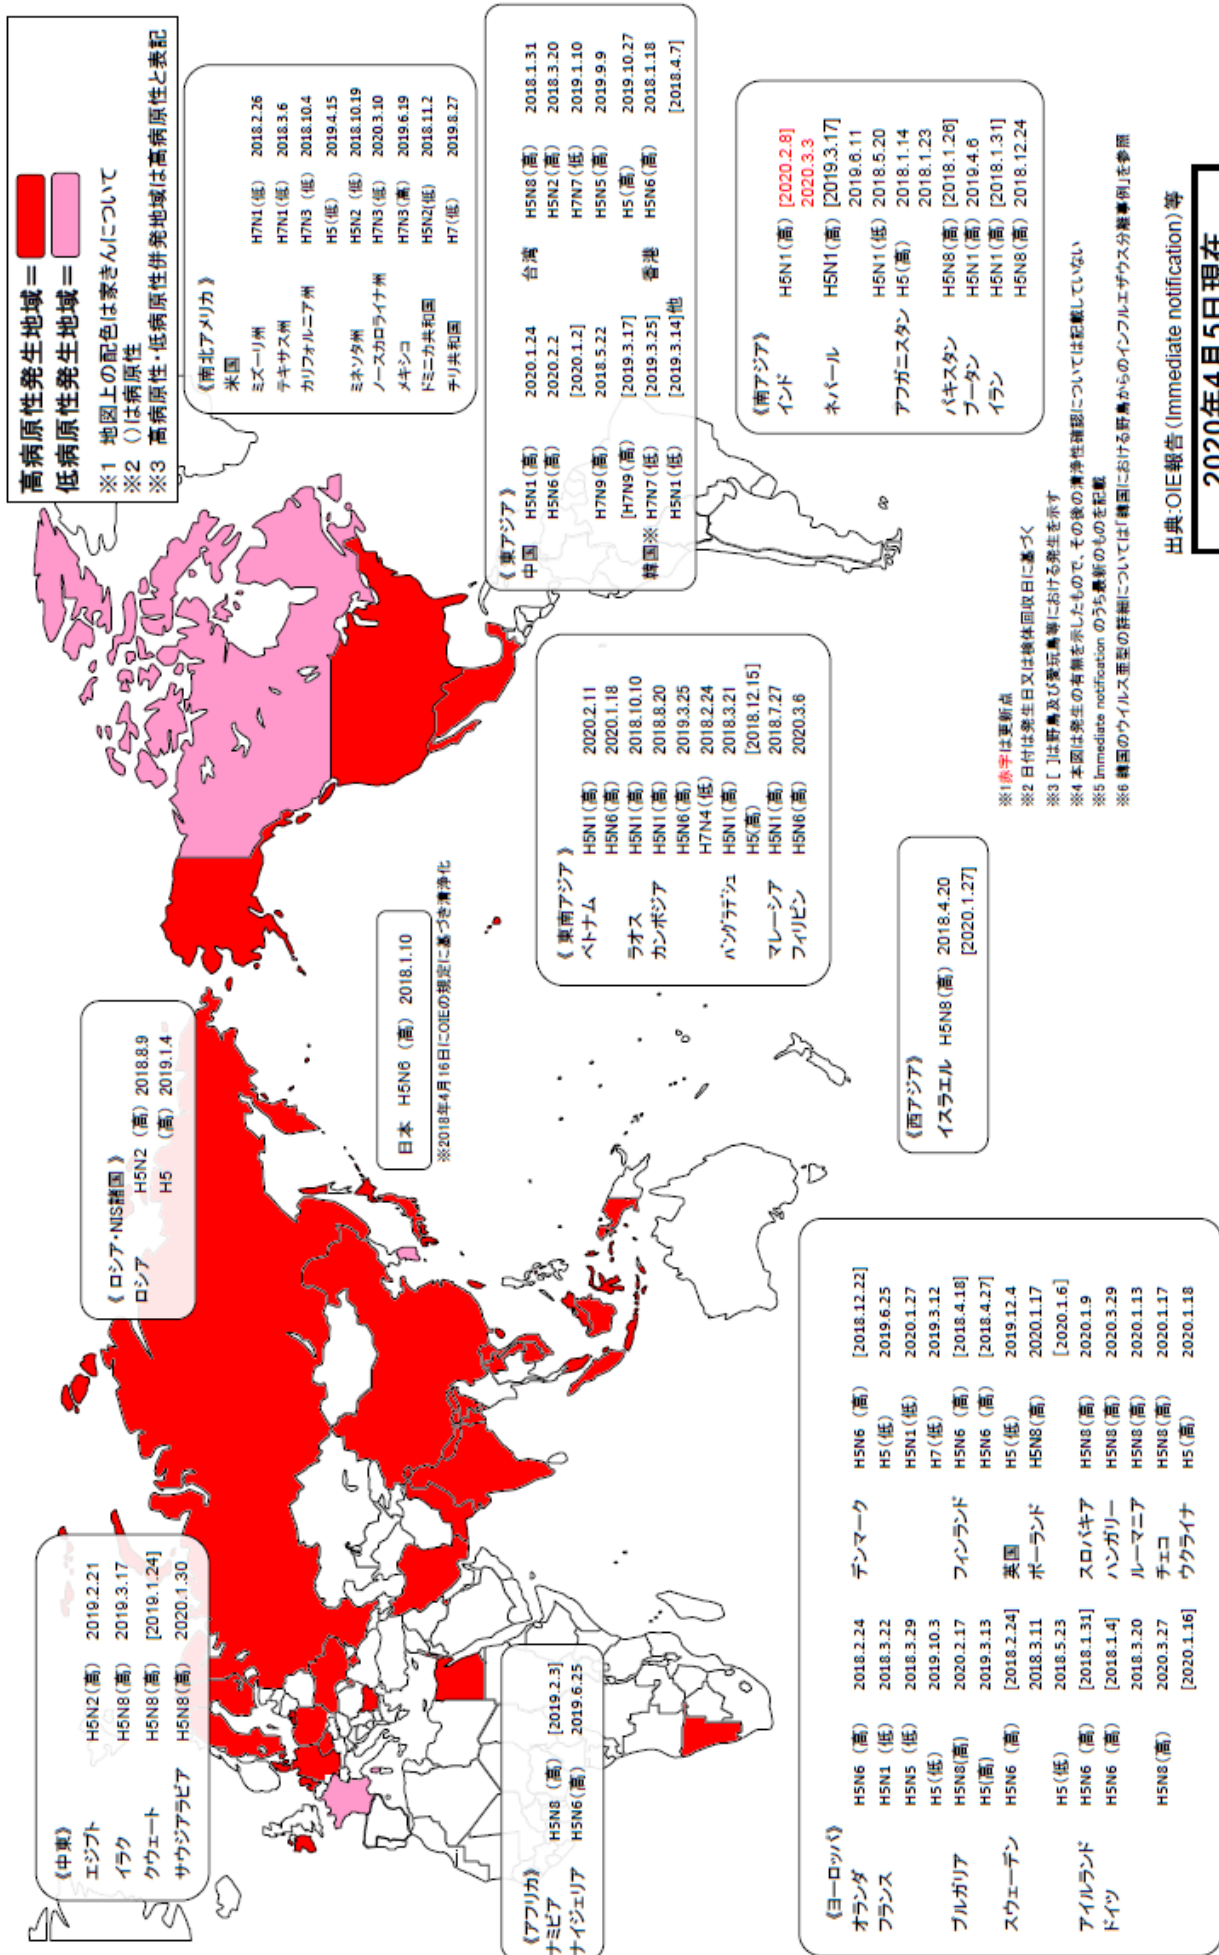 高病原性発生地域=
低病原性発生地域=
※1 地図上の配色は家きんについて
※2 ()は病原性
※3 高病原性・低病原性併発地域は高病原性と表記
《中東》
エジプト H5N2(高) 2019.2.21
イラク H5N8(高) 2019.3.17
クウェート H5N8(高) [2019.1.24]
サウジアラビア H5N8(高) 2020.1.30
《ロシア・NIS諸国》
ロシア H5N2(高) 2018.8.9
H5 (高) 2019.1.4
《南北アメリカ》
米国
ミズーリ州 H7N1(低) 2018.2.26
テキサス州 H7N1(低) 2018.3.6
カリフォルニア州 H7N3(低) 2018.10.4
H5(低) 2019.4.15
ミネソタ州 H5N2(低) 2018.10.19
ノースカロライナ州 H7N3(低) 2020.3.10
メキシコ H7N3(高) 2019.6.19
ドミニカ共和国 H5N2(低) 2018.11.2
チリ共和国 H7(低) 2019.8.27
日本 H5N6(高) 2018.1.10
※2018年4月16日にOIEの規定に基づき清浄化
《東アジア》
中国 H5N1(高) 2020.1.24 台湾 H5N8(高) 2018.1.31
H5N6(高) 2020.2.2 H5N2(高) 2018.3.20
[2020.1.2] H7N7(低) 2019.1.10
H7N9(高) 2018.5.22 H5N5(高) 2019.9.9
[H7N9(高) [2019.3.17] H5(高) 2019.10.27
韓国※ H7N7(低) [2019.3.25] 香港 H5N6(高) 2018.1.18
H5N1(低) [2019.3.14]他 [2018.4.7]
《東南アジア》
ベトナム H5N1(高) 2020.2.11
H5N6(高) 2020.1.18
ラオス H5N1(高) 2018.10.10
カンボジア H5N1(高) 2018.8.20
H5N6(高) 2019.3.25
H7N4(低) 2018.2.24
バングラデシュ H5N1(高) 2018.3.21
H5(高) [2018.12.15]
マレーシア H5N1(高) 2018.7.27
フィリピン H5N6(高) 2020.3.6
《南アジア》
インド H5N1(高) [2020.2.8]
2020.3.3
ネパール H5N1(高) [2019.3.17]
2019.6.11
H5N1(低) 2018.5.20
アフガニスタン H5(高) 2018.1.14
2018.1.23
パキスタン H5N8(高) [2018.1.26]
ブータン H5N1(高) 2019.4.6
イラン H5N1(高) [2018.1.31]
H5N8(高) 2018.12.24
《アフリカ》
ナミビア H5N8(高) [2019.2.3]
ナイジェリア H5N6(高) 2019.6.25
《西アジア》
イスラエル H5N8(高) 2018.4.20
[2020.1.27]
《ヨーロッパ》
オランダ H5N6(高) 2018.2.24 デンマーク H5N6(高) [2018.12.22]
フランス H5N1(低) 2018.3.22 H5(低) 2019.6.25
H5N5(低) 2018.3.29 H5N1(低) 2020.1.27
H5(低) 2019.10.3 H7(低) 2019.3.12
ブルガリア H5N8(高) 2020.2.17 フィンランド H5N6(高) [2018.4.18]
H5(高) 2019.3.13 H5N6(高) [2018.4.27]
スウェーデン H5N6(高) [2018.2.24] 英国 H5(低) 2019.12.4
2018.3.11 ポーランド H5N8(高) 2020.1.17
H5(低) 2018.5.23 [2020.1.6]
アイルランド H5N6(高) [2018.1.31] スロバキア H5N8(高) 2020.1.9
ドイツ H5N6(高) [2018.1.4] ハンガリー H5N8(高) 2020.3.29
2018.3.20 ルーマニア H5N8(高) 2020.1.13
H5N8(高) 2020.3.27 チェコ H5N8(高) 2020.1.17
[2020.1.16] ウクライナ H5(高) 2020.1.18
※1赤字は更新点
※2 日付は発生日又は検体回収日に基づく
※3 [ ]は野鳥及び愛玩鳥等における発生を示す
※4 本図は発生の有無を示したもので、その後の清浄性確認については記載していない
※5 Immediate notification のうち最新のものを記載
※6 韓国のウイルス亜型の詳細については「韓国における野鳥からのインフルエザウス分離事例」を参照
出典:OIE報告(Immediate notification)等
2020年4月5日現在